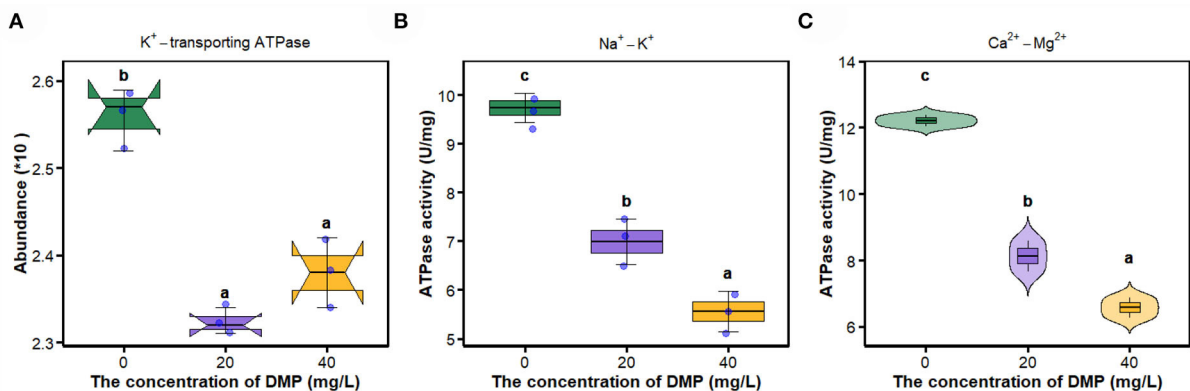 A
K⁺ – transporting ATPase
Abundance (*10 )
2.6
2.5
2.4
2.3
b
a
a
0 20 40
The concentration of DMP (mg/L)
B
Na⁺ – K⁺
ATPase activity (U/mg)
10
9
8
7
6
5
c
b
a
0 20 40
The concentration of DMP (mg/L)
C
Ca²⁺ – Mg²⁺
ATPase activity (U/mg)
14
12
10
8
6
c
b
a
0 20 40
The concentration of DMP (mg/L)